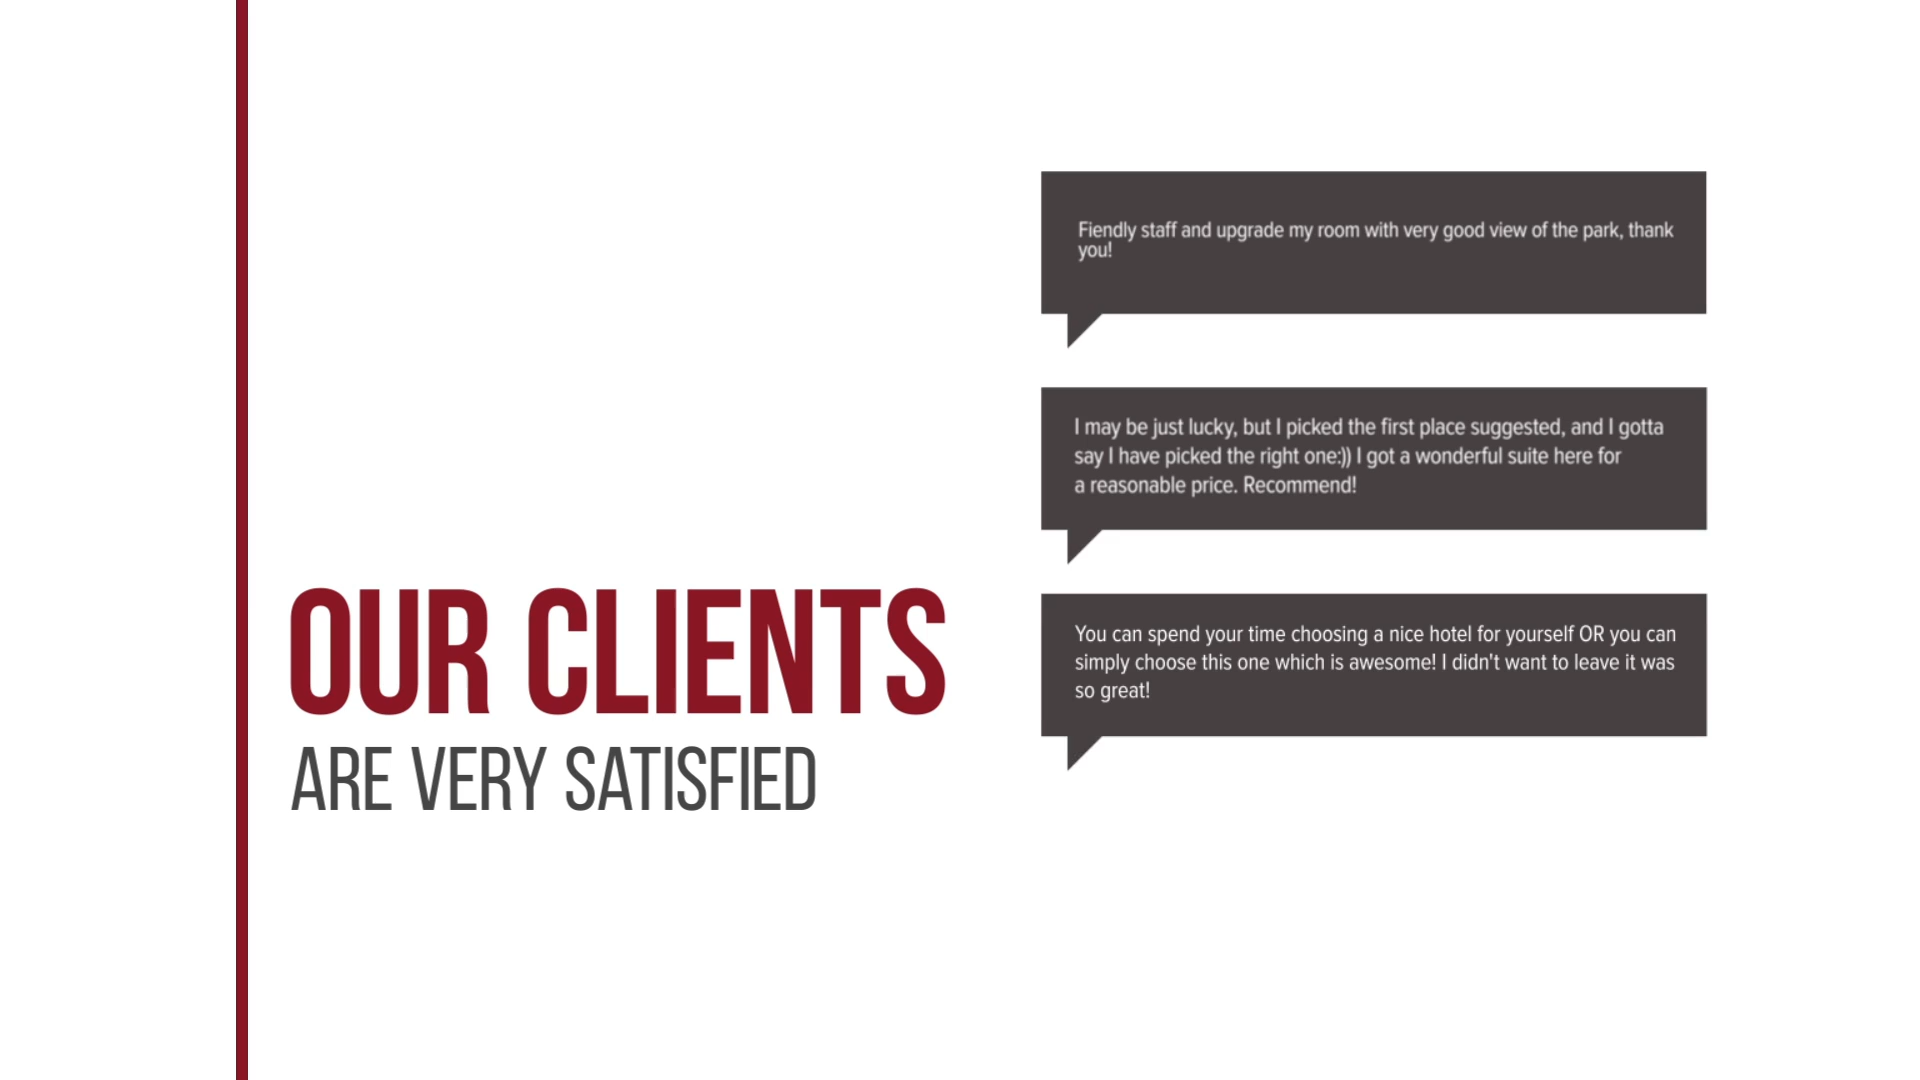 OUR CLIENTS
ARE VERY SATISFIED
Fiendly staff and upgrade my room with very good view of the park, thank
you!
I may be just lucky, but I picked the first place suggested, and I gotta
say I have picked the right one:)) I got a wonderful suite here for
a reasonable price. Recommend!
You can spend your time choosing a nice hotel for yourself OR you can
simply choose this one which is awesome! I didn't want to leave it was
so great!